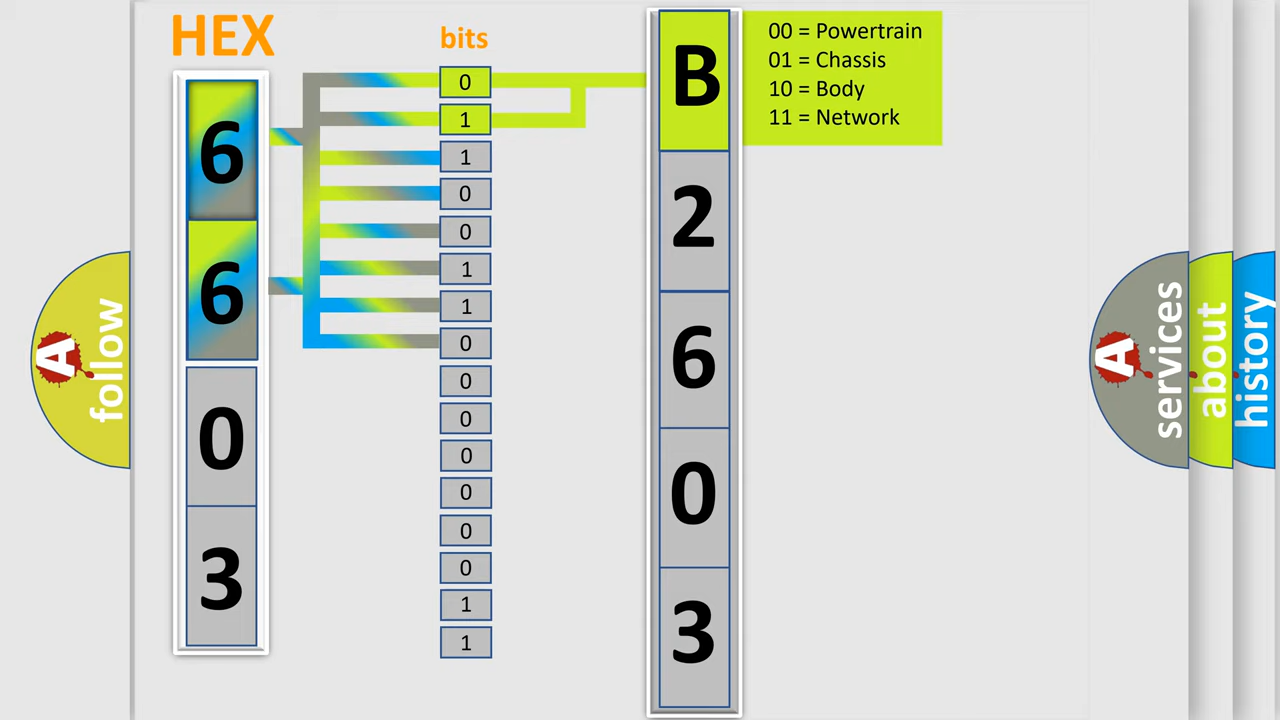 HEX
bits
6
6
0
3
0
1
1
0
0
1
1
0
0
0
0
0
0
0
1
1
B
2
6
0
3
00 = Powertrain
01 = Chassis
10 = Body
11 = Network
A
follow
A
services
about
history